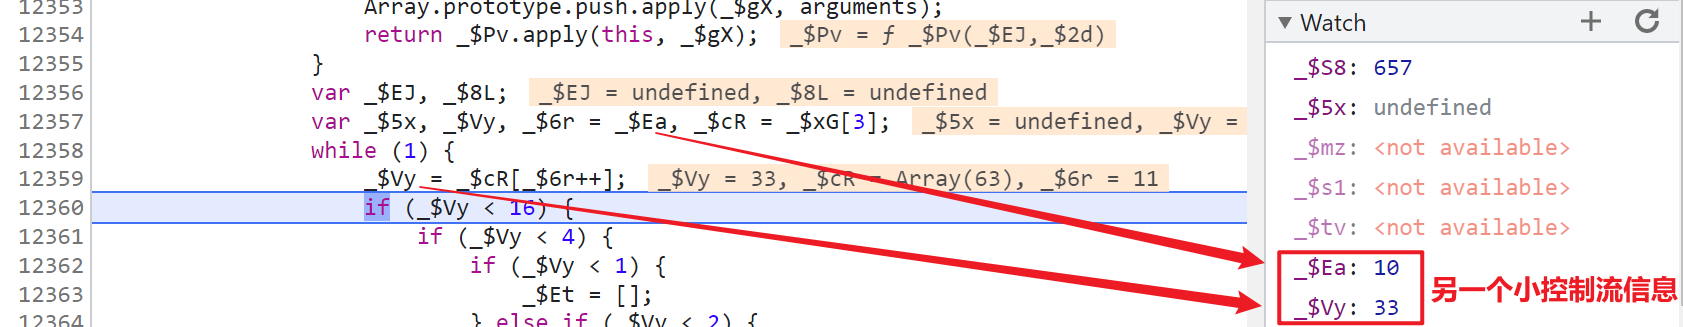 12353 Array.prototype.push.apply(_$gX, arguments);
12354 return _$Pv.apply(this, _$gX); _$Pv = ƒ _$Pv(_$EJ,_$2d)
12355 }
12356 var _$EJ, _$8L; _$EJ = undefined, _$8L = undefined
12357 var _$5x, _$Vy, _$6r = _$Ea, _$cR = _$xG[3]; _$5x = undefined, _$Vy =
12358 while (1) {
12359 _$Vy = _$cR[_$6r++]; _$Vy = 33, _$cR = Array(63), _$6r = 11
12360 if (_$Vy < 16) {
12361 if (_$Vy < 4) {
12362 if (_$Vy < 1) {
12363 _$Et = [];
12364 } else if (_$Vy < 2) {
Watch
_$S8: 657
_$5x: undefined
_$mz: <not available>
_$s1: <not available>
_$tv: <not available>
_$Ea: 10
_$Vy: 33
另一个小控制流信息